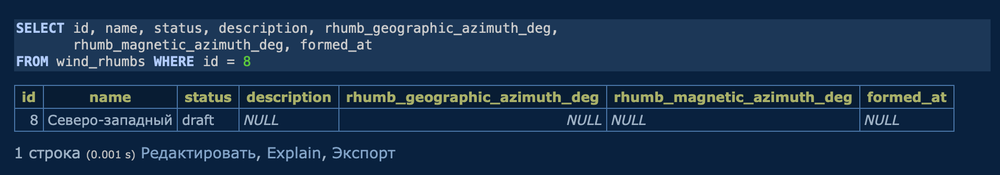 SELECT id, name, status, description, rhumb_geographic_azimuth_deg,
rhumb_magnetic_azimuth_deg, formed_at
FROM wind_rhumbs WHERE id = 8
id name status description rhumb_geographic_azimuth_deg rhumb_magnetic_azimuth_deg formed_at
8 Северо-западный draft NULL NULL NULL NULL
1 строка (0.001 s) Редактировать, Explain, Экспорт